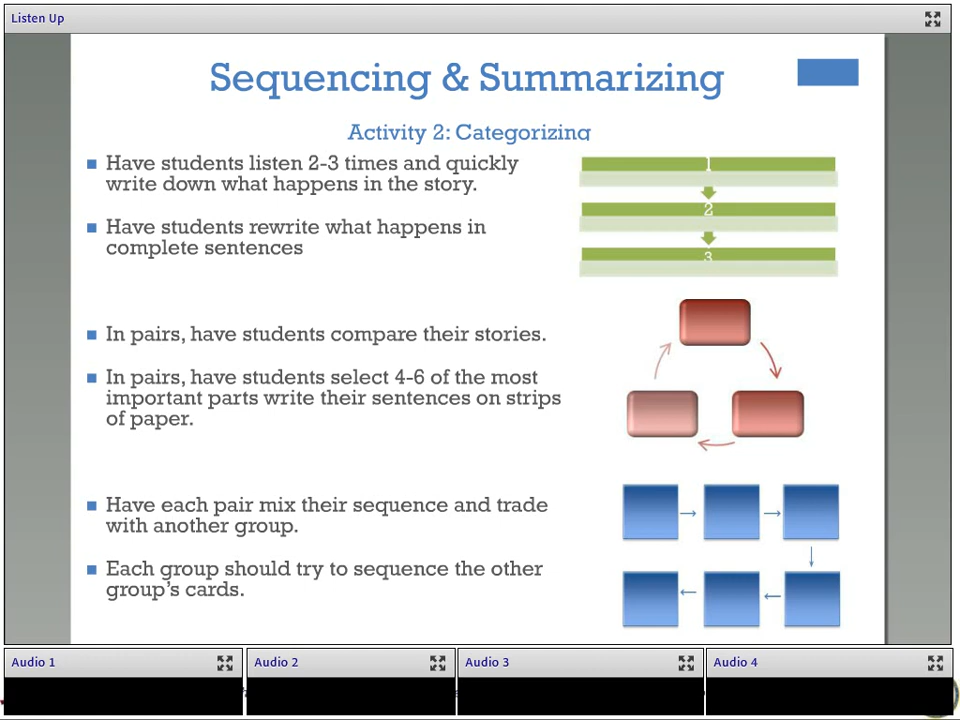 Listen Up
Sequencing & Summarizing
Activity 2: Categorizing
Have students listen 2-3 times and quickly
write down what happens in the story.
Have students rewrite what happens in
complete sentences
2
3
In pairs, have students compare their stories.
In pairs, have students select 4-6 of the most
important parts write their sentences on strips
of paper.
Have each pair mix their sequence and trade
with another group.
Each group should try to sequence the other
group's cards.
Audio 1
Audio 2
Audio 3
Audio 4